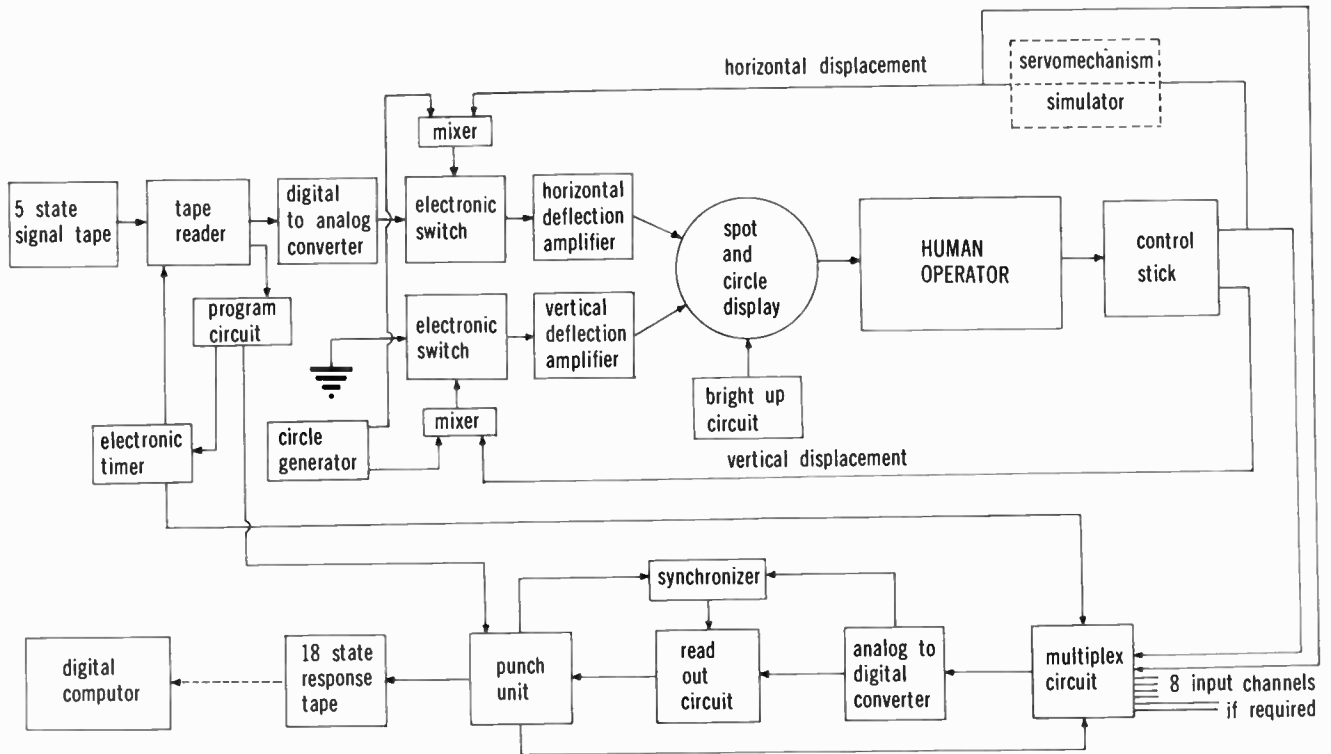 horizontal displacement
servomechanism
simulator
mixer
5 state
signal tape
tape
reader
digital
to analog
converter
electronic
switch
horizontal
deflection
amplifier
spot
and
circle
display
HUMAN
OPERATOR
control
stick
program
circuit
electronic
switch
vertical
deflection
amplifier
bright up
circuit
electronic
timer
circle
generator
mixer
vertical displacement
synchronizer
digital
computor
18 state
response
tape
punch
unit
read
out
circuit
analog to
digital
converter
multiplex
circuit
8 input channels
if required